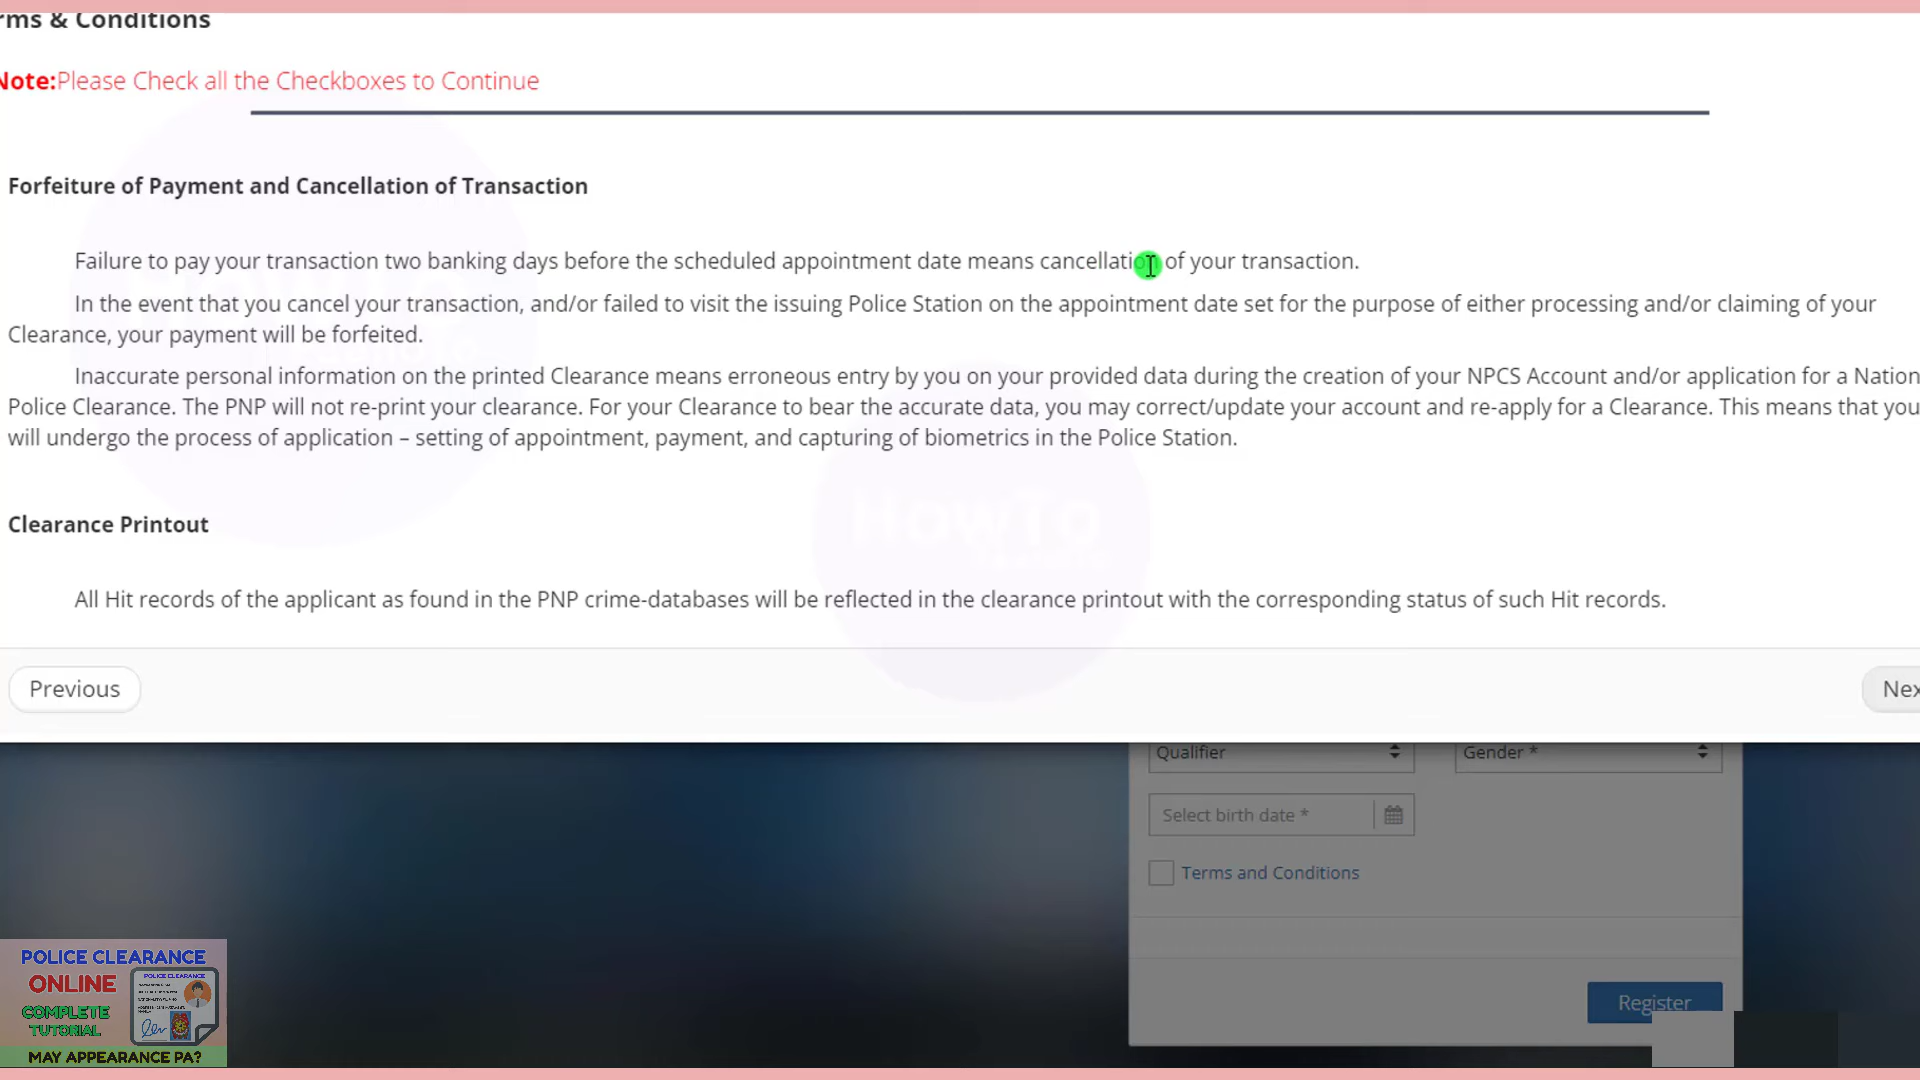 rms & Conditions
Note:Please Check all the Checkboxes to Continue
Forfeiture of Payment and Cancellation of Transaction
Failure to pay your transaction two banking days before the scheduled appointment date means cancellation of your transaction.
In the event that you cancel your transaction, and/or failed to visit the issuing Police Station on the appointment date set for the purpose of either processing and/or claiming of your
Clearance, your payment will be forfeited.
Inaccurate personal information on the printed Clearance means erroneous entry by you on your provided data during the creation of your NPCS Account and/or application for a Nation
Police Clearance. The PNP will not re-print your clearance. For your Clearance to bear the accurate data, you may correct/update your account and re-apply for a Clearance. This means that you
will undergo the process of application – setting of appointment, payment, and capturing of biometrics in the Police Station.
HowTo
Clearance Printout
All Hit records of the applicant as found in the PNP crime-databases will be reflected in the clearance printout with the corresponding status of such Hit records.
Previous
Nex
Qualifier
Gender *
Select birth date *
Terms and Conditions
Register
POLICE CLEARANCE
ONLINE
COMPLETE
TUTORIAL
POLICE CLEARANCE
MAY APPEARANCE PA?